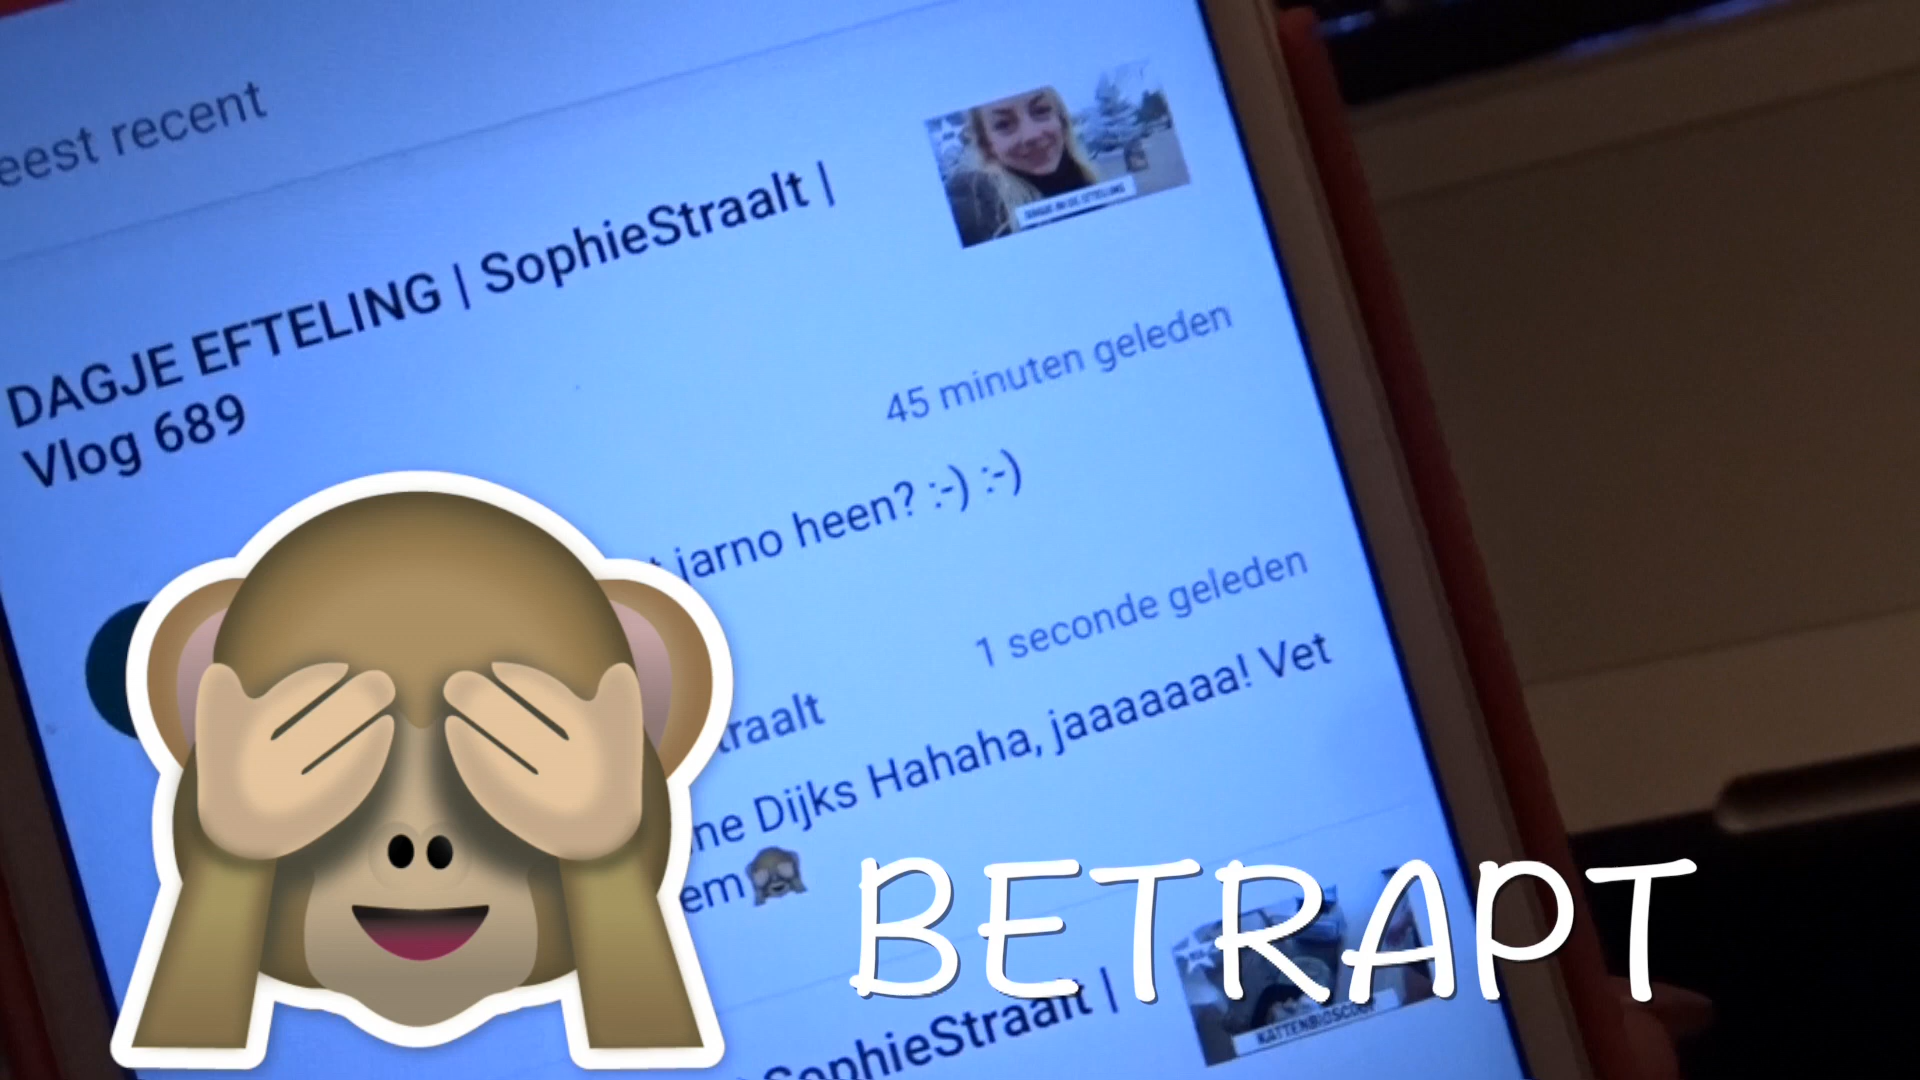 eest recent
DAGJE EFTELING | SophieStraalt |
Vlog 689
45 minuten geleden
jarno heen? :-) :-)
1 seconde geleden
traalt
ne Dijks Hahaha, jaaaaaaa! Vet
em🙈
BETRAPT
SophieStraalt |
KATTENBIOSCOOP